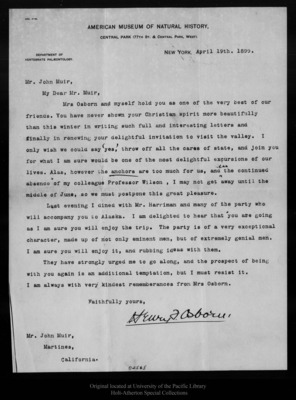 AMERICAN MUSEUM OF NATURAL HISTORY,
CENTRAL PARK (77TH ST. & CENTRAL PARK, WEST)
DEPARTMENT OF
VERTEBRATE PALÆONTOLOGY.
NEW YORK, April 19th. 1899.
Mr. John Muir,
My Dear Mr. Muir,
Mrs Osborn and myself hold you as one of the very best of our
friends. You have never shown your Christian spirit more beautifully
than this winter in writing such full and interesting letters and
finally in renewing your delightful invitation to visit the valley. I
only wish we could say 'yes,' throw off all the cares of state, and join you
for what I am sure would be one of the most delightful excursions of our
lives. Alas, however the anchors are too much for us, and the continued
absence of my colleague Professor Wilson ; I may not get away until the
middle of June, so we must postpone this great pleasure.
Last evening I dined with Mr. Harriman and many of the party who
will accompany you to Alaska. I am delighted to hear that you are going
as I am sure you will enjoy the trip. The party is of a very exceptional
character, made up of not only eminent men, but of extremely genial men.
I am sure you will enjoy it, and rubbing ideas with them.
They have strongly urged me to go along, and the prospect of being
with you again is an additional temptation, but I must resist it.
I am always with very kindest remembrances from Mrs Osborn.
Faithfully yours,
Henry F Osborn.
Mr. John Muir,
Martinez,
California.
Original located at University of the Pacific Library
Holt-Atherton Special Collections